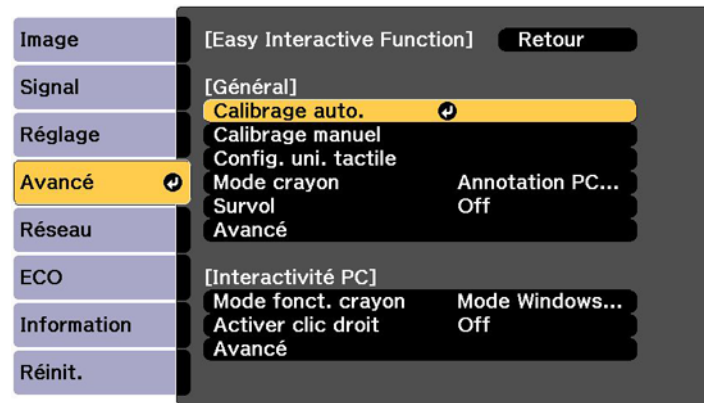 Image
Signal
Réglage
Avancé
Réseau
ECO
Information
Réinit.
[Easy Interactive Function] Retour
[Général]
Calibrage auto.
Calibrage manuel
Config. uni. tactile
Mode crayon Annotation PC...
Survol Off
Avancé
[Interactivité PC]
Mode fonct. crayon Mode Windows...
Activer clic droit Off
Avancé